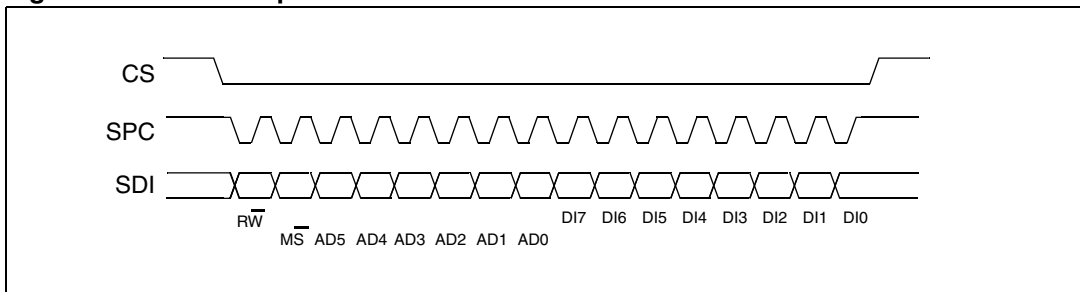 CS
SPC
SDI
RW̅ DI7 DI6 DI5 DI4 DI3 DI2 DI1 DI0
MS̅ AD5 AD4 AD3 AD2 AD1 AD0